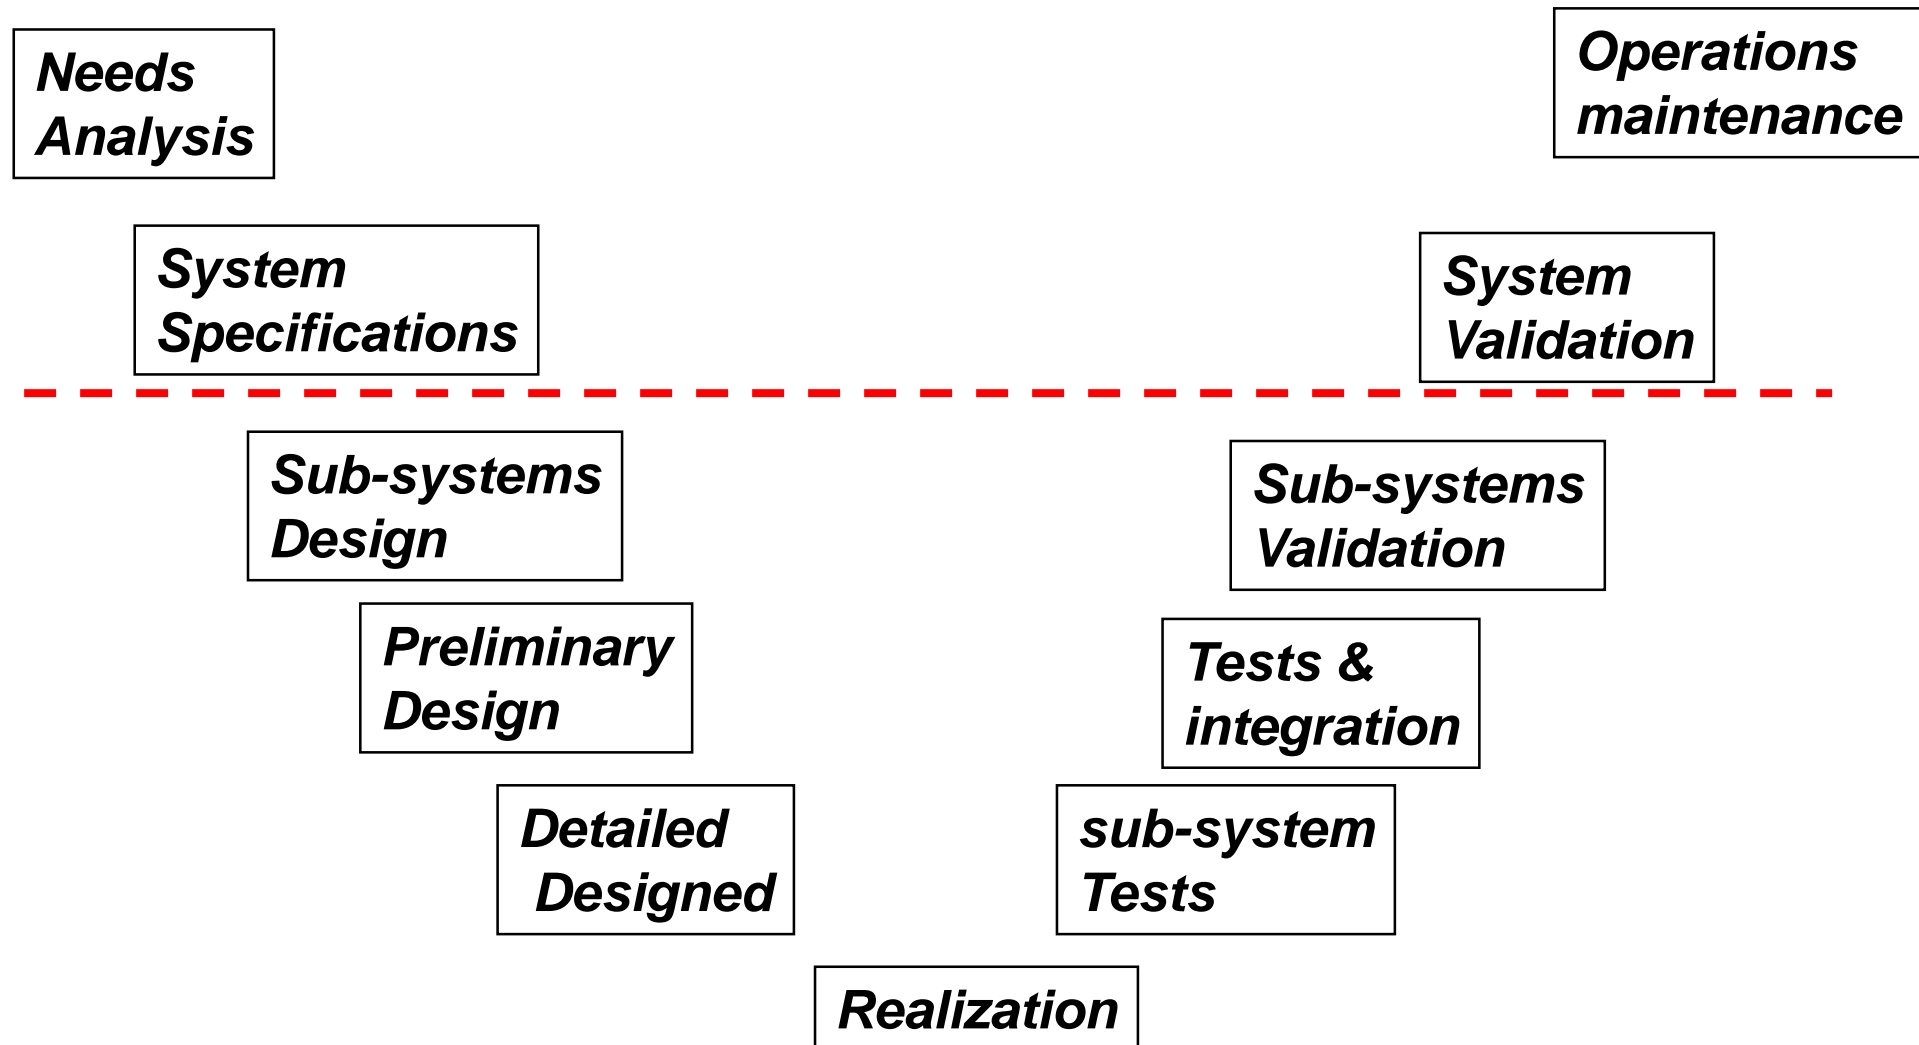 Needs
Analysis
Operations
maintenance
System
Specifications
System
Validation
Sub-systems
Design
Sub-systems
Validation
Preliminary
Design
Tests &
integration
Detailed
Designed
sub-system
Tests
Realization